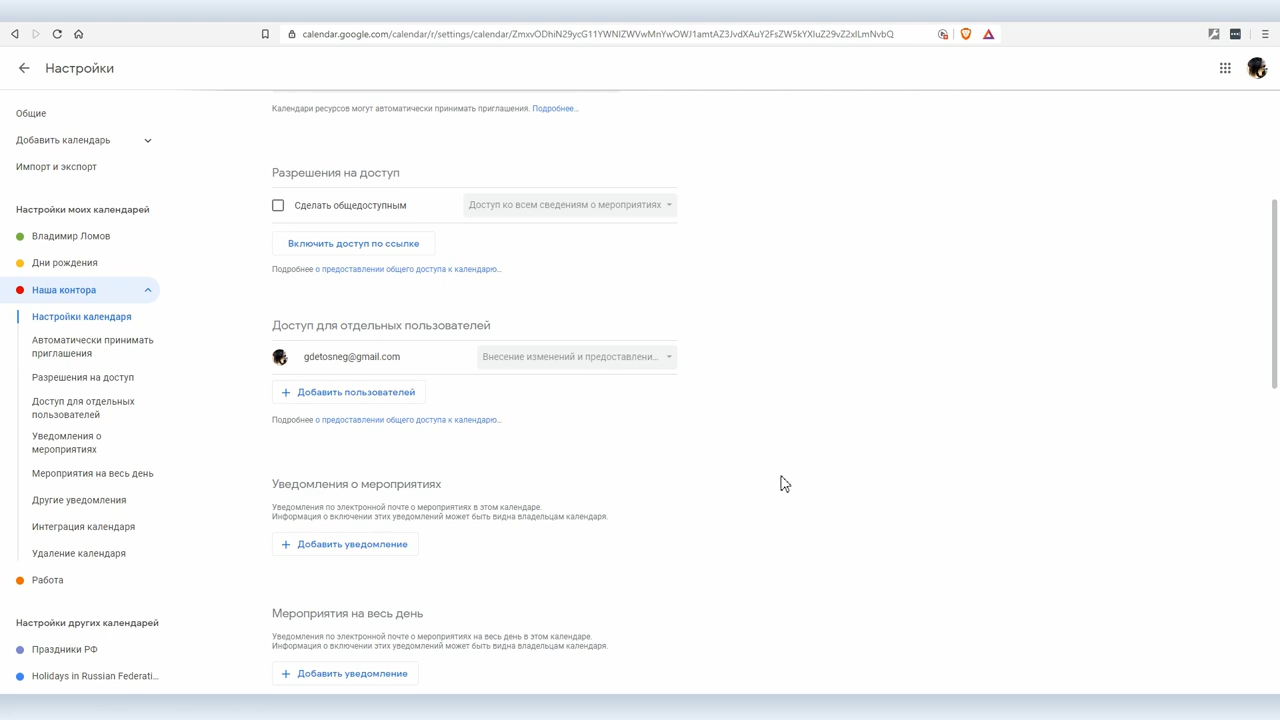 calendar.google.com/calendar/r/settings/calendar/ZmxvODhiN29ycG11YWNlZWVwMnYwOWJ1amtAZ3JvdXAuY2FsZW5kYXIuZ29vZ2xlLmNvbQ
Настройки
Общие
Добавить календарь
Импорт и экспорт
Настройки моих календарей
Владимир Ломов
Дни рождения
Наша контора
Настройки календаря
Автоматически принимать
приглашения
Разрешения на доступ
Доступ для отдельных
пользователей
Уведомления о
мероприятиях
Мероприятия на весь день
Другие уведомления
Интеграция календаря
Удаление календаря
Работа
Настройки других календарей
Праздники РФ
Holidays in Russian Federati...
Календари ресурсов могут автоматически принимать приглашения. Подробнее...
Разрешения на доступ
Сделать общедоступным
Доступ ко всем сведениям о мероприятиях
Включить доступ по ссылке
Подробнее о предоставлении общего доступа к календарю...
Доступ для отдельных пользователей
gdetosneg@gmail.com
Внесение изменений и предоставлени...
+ Добавить пользователей
Подробнее о предоставлении общего доступа к календарю...
Уведомления о мероприятиях
Уведомления по электронной почте о мероприятиях в этом календаре.
Информация о включении этих уведомлений может быть видна владельцам календаря.
+ Добавить уведомление
Мероприятия на весь день
Уведомления по электронной почте о мероприятиях на весь день в этом календаре.
Информация о включении этих уведомлений может быть видна владельцам календаря.
+ Добавить уведомление